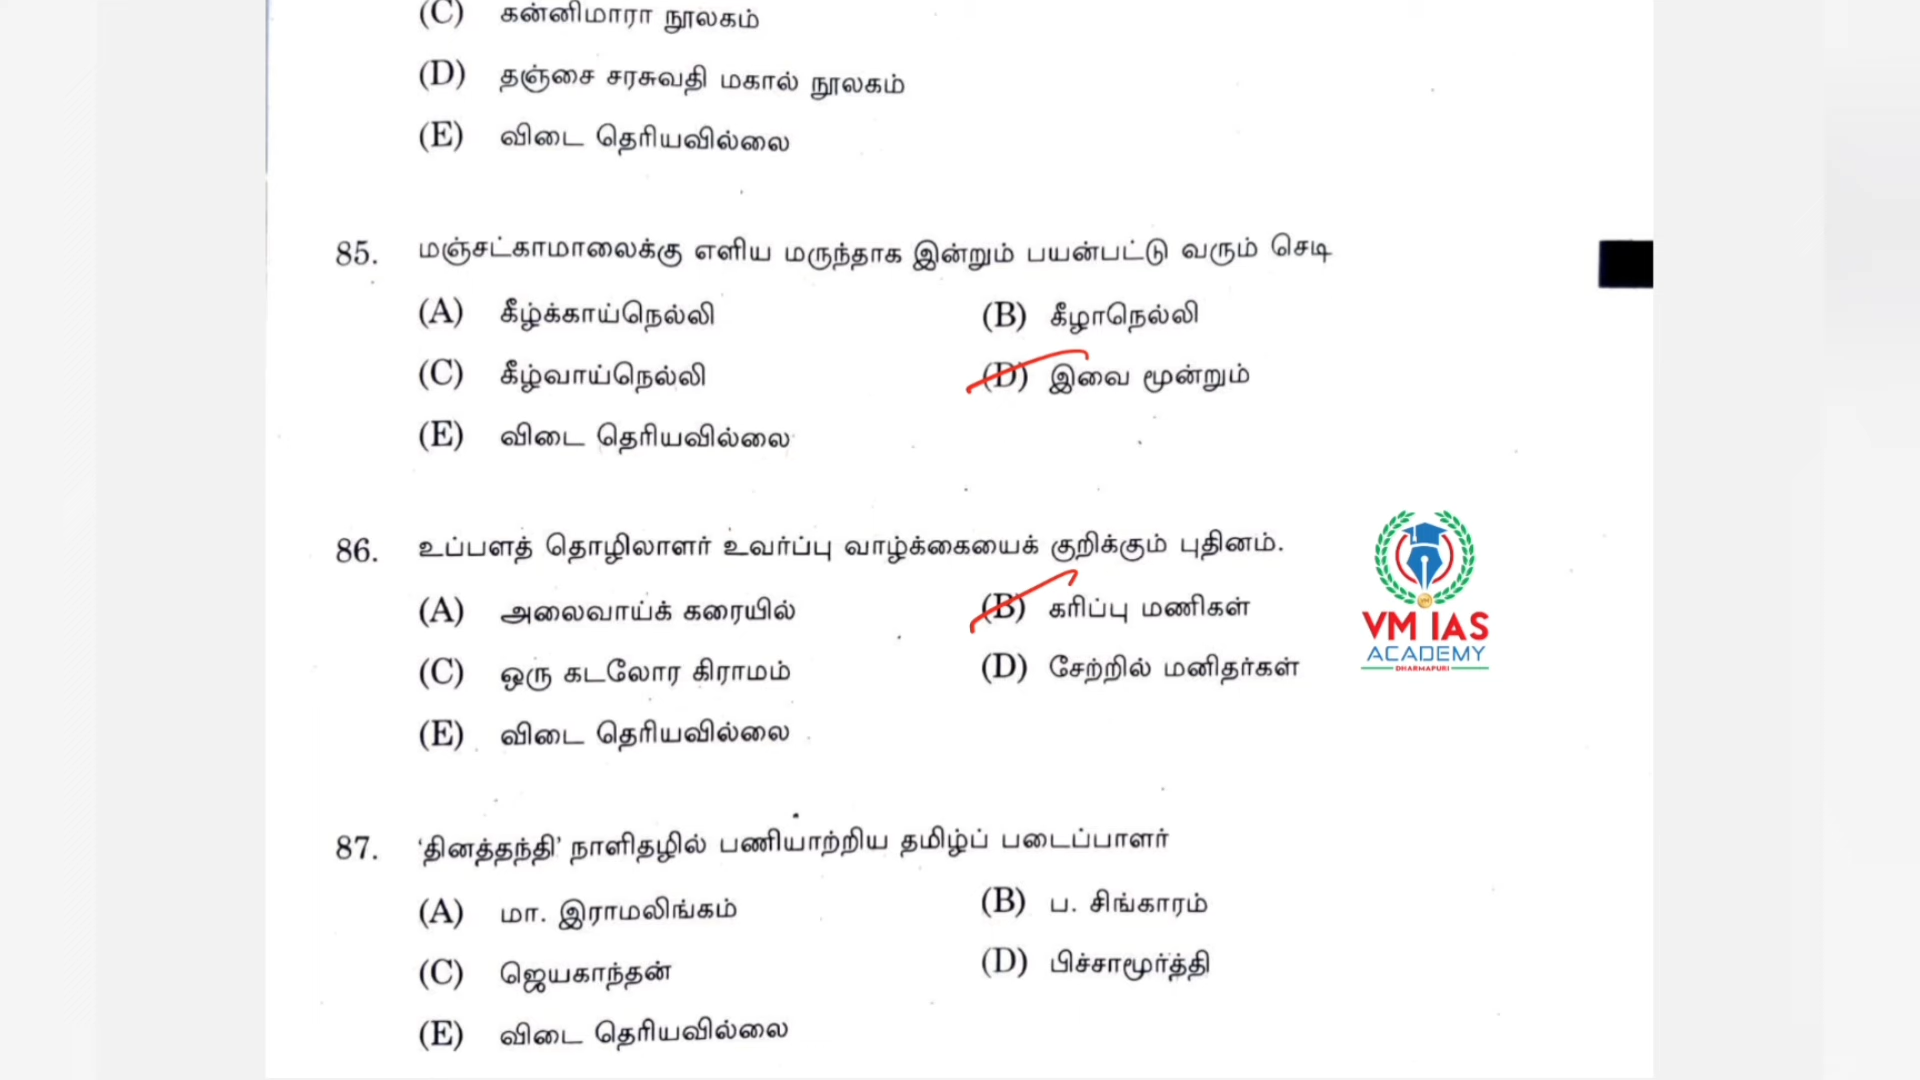 (C) கன்னிமாரா நூலகம்
(D) தஞ்சை சரசுவதி மகால் நூலகம்
(E) விடை தெரியவில்லை
85. மஞ்சட்காமாலைக்கு எளிய மருந்தாக இன்றும் பயன்பட்டு வரும் செடி
(A) கீழ்க்காய்நெல்லி (B) கீழாநெல்லி
(C) கீழ்வாய்நெல்லி (D) இவை மூன்றும்
(E) விடை தெரியவில்லை
86. உப்பளத் தொழிலாளர் உவர்ப்பு வாழ்க்கையைக் குறிக்கும் புதினம்.
(A) அலைவாய்க் கரையில் (B) கரிப்பு மணிகள்
(C) ஒரு கடலோர கிராமம் (D) சேற்றில் மனிதர்கள்
(E) விடை தெரியவில்லை
VM IAS
ACADEMY
DHARMAPURI
87. 'தினத்தந்தி' நாளிதழில் பணியாற்றிய தமிழ்ப் படைப்பாளர்
(A) மா. இராமலிங்கம் (B) ப. சிங்காரம்
(C) ஜெயகாந்தன் (D) பிச்சாமூர்த்தி
(E) விடை தெரியவில்லை